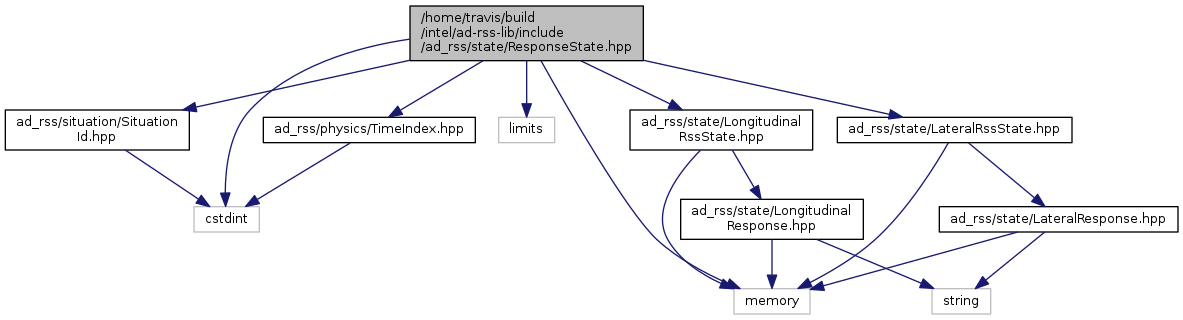 /home/travis/build
/intel/ad-rss-lib/include
/ad_rss/state/ResponseState.hpp
ad_rss/situation/Situation
Id.hpp
ad_rss/physics/TimeIndex.hpp
limits
ad_rss/state/Longitudinal
RssState.hpp
ad_rss/state/LateralRssState.hpp
cstdint
ad_rss/state/Longitudinal
Response.hpp
ad_rss/state/LateralResponse.hpp
memory
string